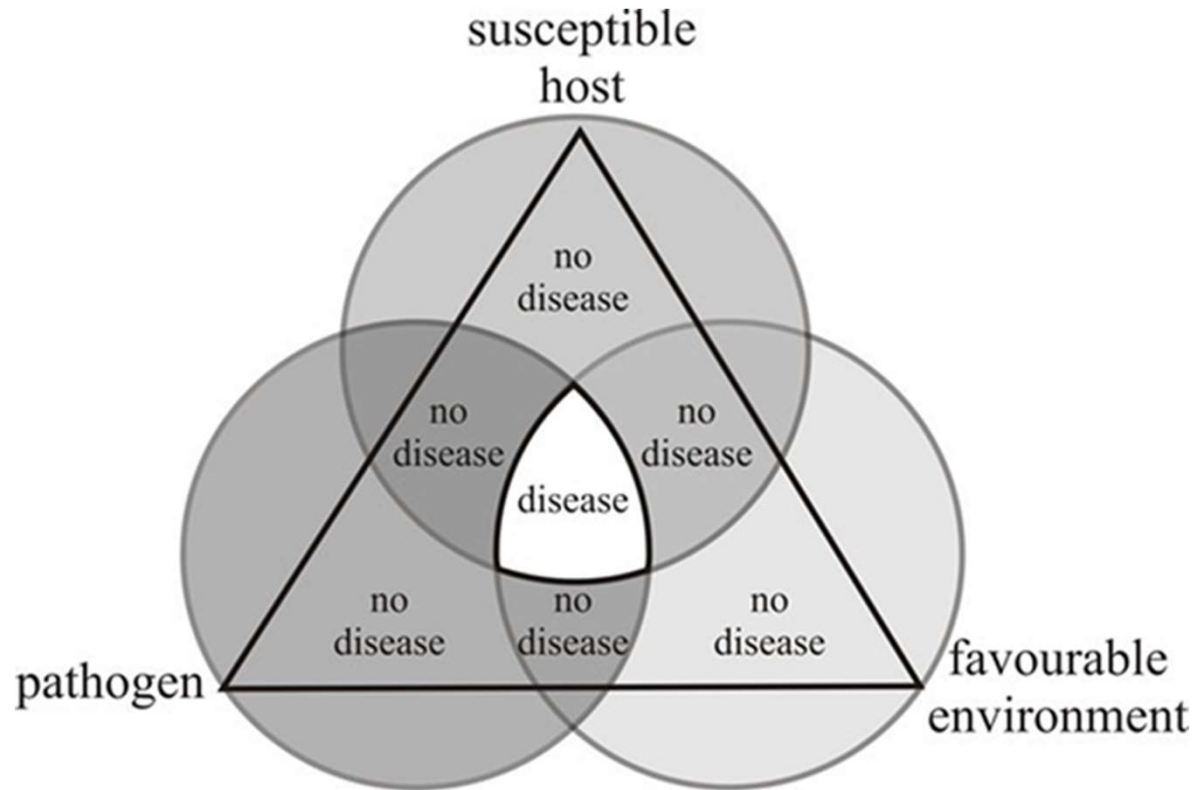 susceptible
host
no
disease
no
disease
no
disease
disease
no
disease
no
disease
no
disease
pathogen
favourable
environment